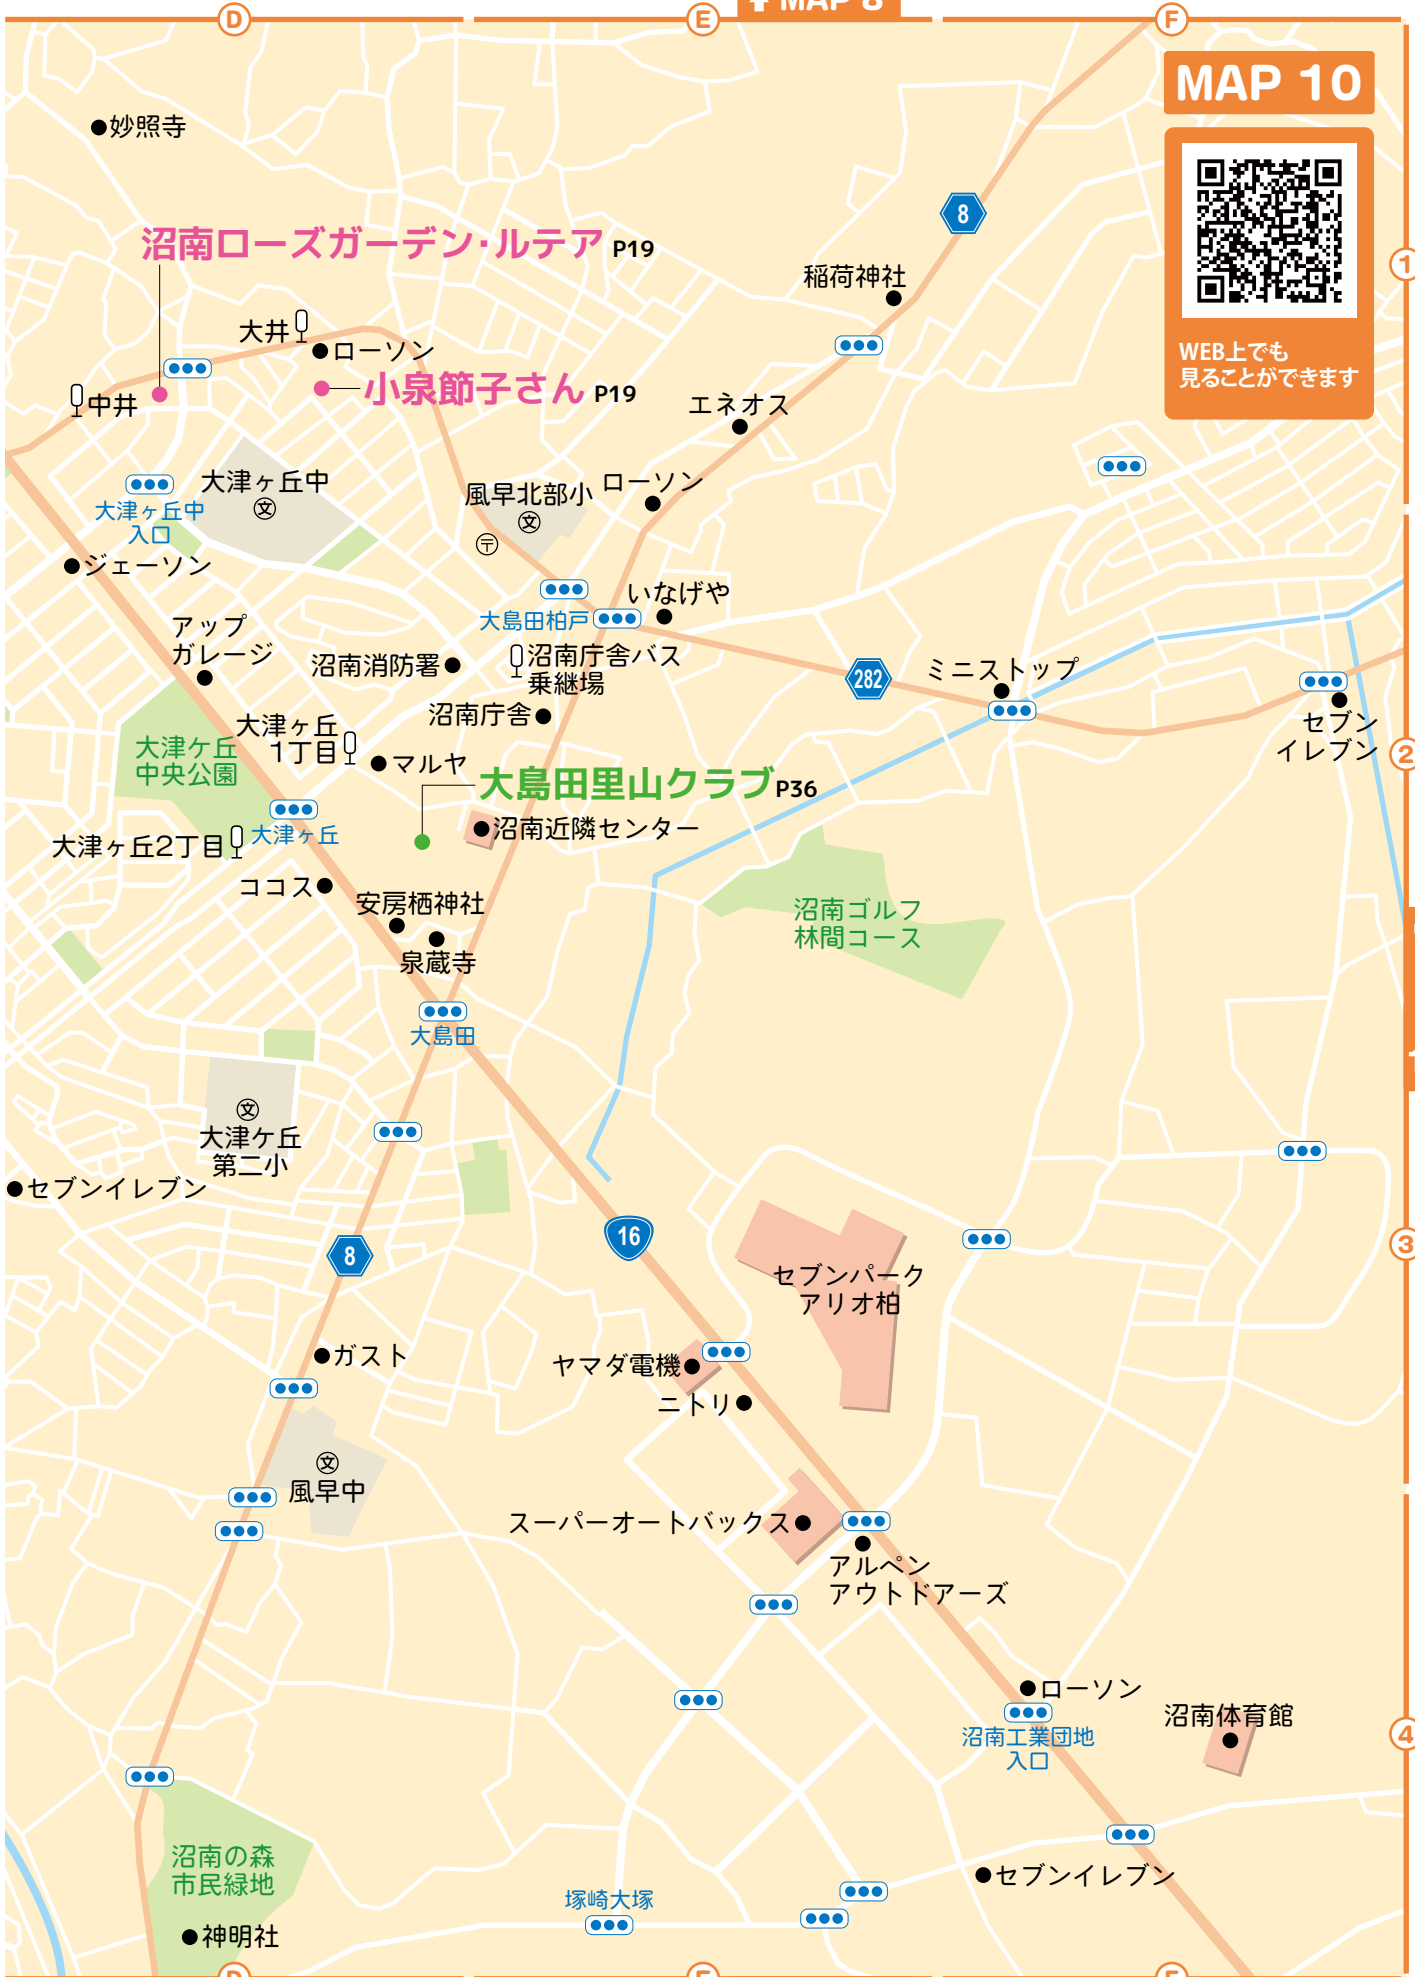 MAP 8
D
E
F
MAP 10
WEB上でも
見ることができます
妙照寺
沼南ローズガーデン・ルテア P19
8
1
稲荷神社
大井
ローソン
小泉節子さん P19
中井
エネオス
大津ヶ丘中
風早北部小
ローソン
文
文
〒
大津ヶ丘中
入口
ジェーソン
いなげや
大島田柏戸
アップ
ガレージ
沼南消防署
沼南庁舎バス
乗継場
282
ミニストップ
沼南庁舎
セブン
イレブン
2
大津ヶ丘
1丁目
大津ケ丘
中央公園
マルヤ
大島田里山クラブ P36
沼南近隣センター
大津ヶ丘2丁目
大津ヶ丘
ココス
安房栖神社
泉蔵寺
沼南ゴルフ
林間コース
大島田
文
大津ケ丘
第二小
セブンイレブン
8
16
3
セブンパーク
アリオ柏
ガスト
ヤマダ電機
ニトリ
文
風早中
スーパーオートバックス
アルペン
アウトドアーズ
ローソン
沼南工業団地
入口
沼南体育館
4
沼南の森
市民緑地
セブンイレブン
塚崎大塚
神明社